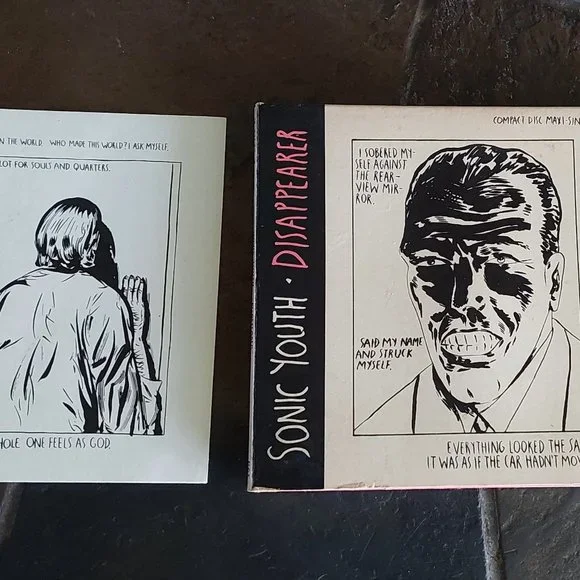 N THE WORLD. WHO MADE THIS WORLD? I ASK MYSELF.
LOT FOR SOULS AND QUARTERS.
HOLE. ONE FEELS AS GOD.
SONIC YOUTH • DISAPPEARER
COMPACT DISC MAXI-SIN
I SOBERED MY-
SELF AGAINST
THE REAR-
VIEW MIR-
ROR.
SAID MY NAME
AND STRUCK
MYSELF.
EVERYTHING LOOKED THE SA
IT WAS AS IF THE CAR HADN'T MOV